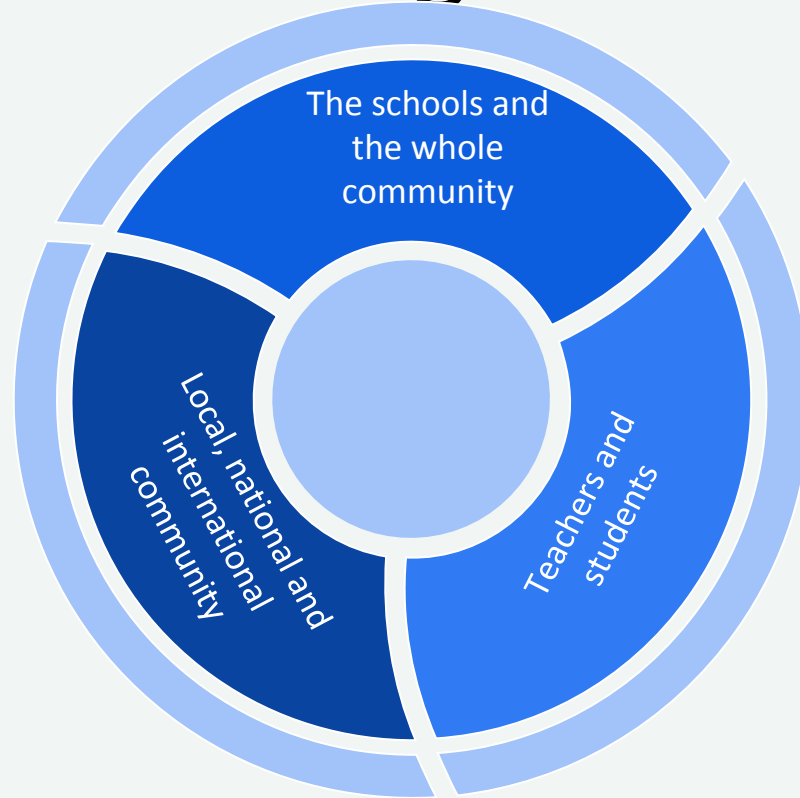 The schools and
the whole
community
Teachers and
students
Local, national and
international
community